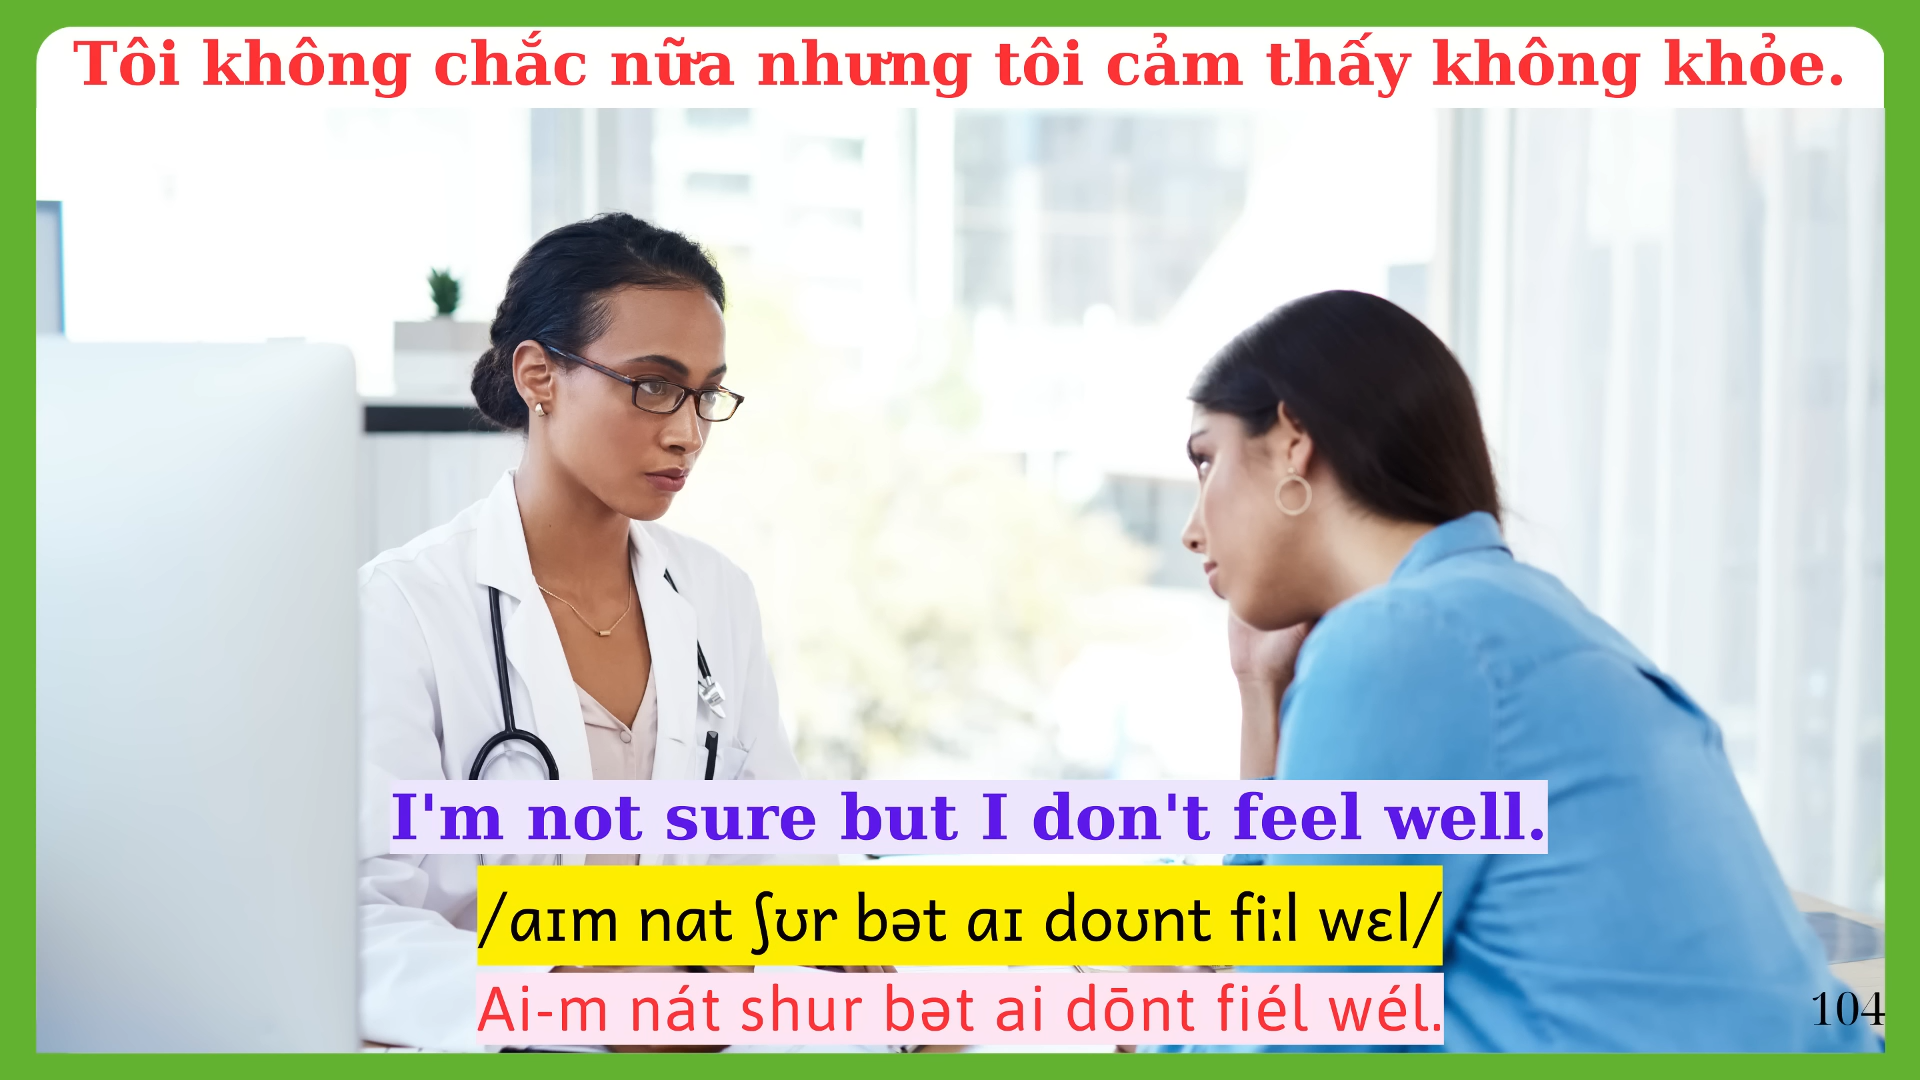 Tôi không chắc nữa nhưng tôi cảm thấy không khỏe.
I'm not sure but I don't feel well.
/aɪm nat ʃʊr bət aɪ doʊnt fiːl wɛl/
Ai-m nát shur bət ai dōnt fiél wél.
104